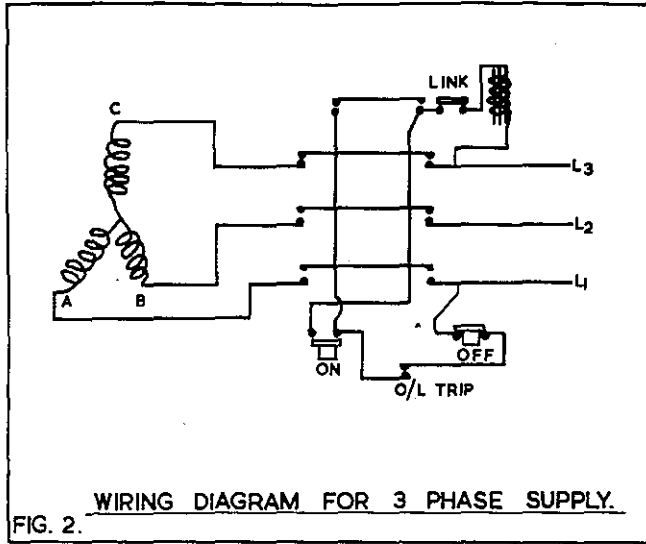 LINK
C
L3
L2
L1
A
B
ON
OFF
O/L TRIP
WIRING DIAGRAM FOR 3 PHASE SUPPLY.
FIG. 2.